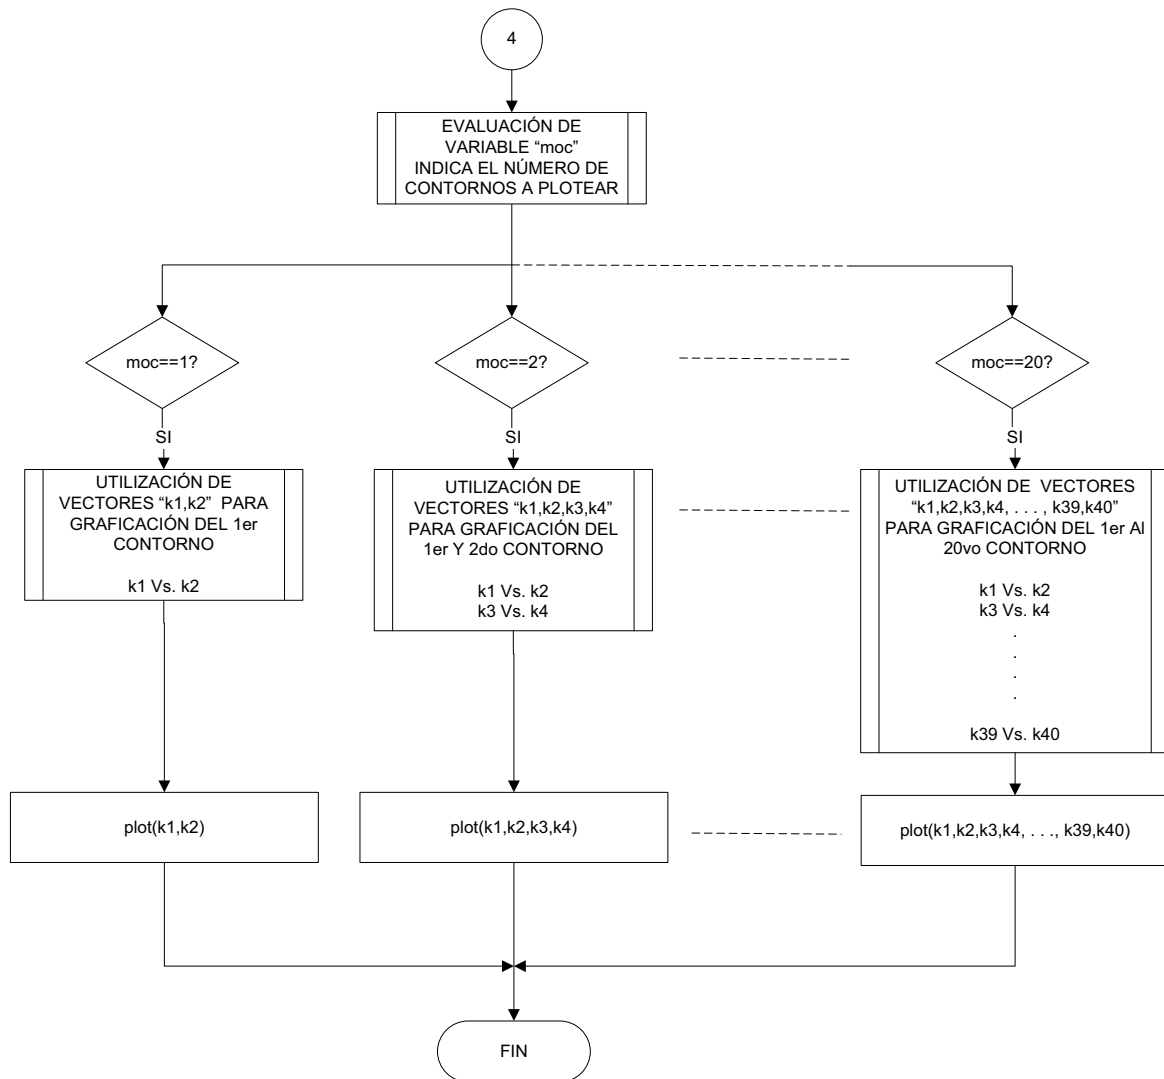 4
EVALUACIÓN DE
VARIABLE “moc”
INDICA EL NÚMERO DE
CONTORNOS A PLOTEAR
moc==1?
moc==2?
moc==20?
SI
SI
SI
UTILIZACIÓN DE
VECTORES “k1,k2” PARA
GRAFICACIÓN DEL 1er
CONTORNO
k1 Vs. k2
UTILIZACIÓN DE
VECTORES “k1,k2,k3,k4”
PARA GRAFICACIÓN DEL
1er Y 2do CONTORNO
k1 Vs. k2
k3 Vs. k4
UTILIZACIÓN DE VECTORES
“k1,k2,k3,k4, . . . , k39,k40”
PARA GRAFICACIÓN DEL 1er Al
20vo CONTORNO
k1 Vs. k2
k3 Vs. k4
.
.
.
.
k39 Vs. k40
plot(k1,k2)
plot(k1,k2,k3,k4)
plot(k1,k2,k3,k4, . . ., k39,k40)
FIN